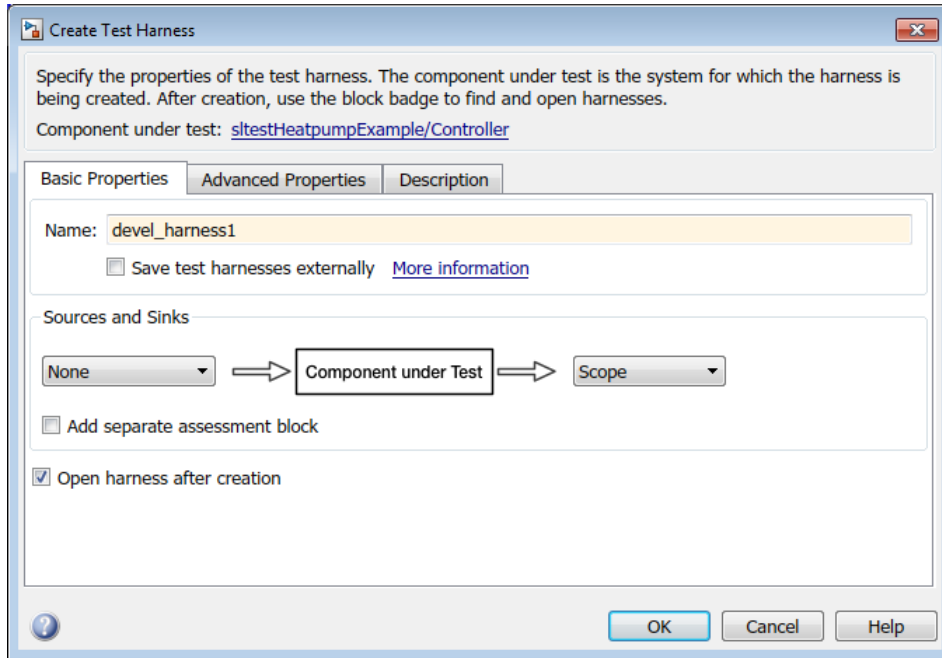 Create Test Harness
Specify the properties of the test harness. The component under test is the system for which the harness is
being created. After creation, use the block badge to find and open harnesses.
Component under test: sltestHeatpumpExample/Controller
Basic Properties Advanced Properties Description
Name: devel_harness1
Save test harnesses externally More information
Sources and Sinks
None Component under Test Scope
Add separate assessment block
Open harness after creation
? OK Cancel Help